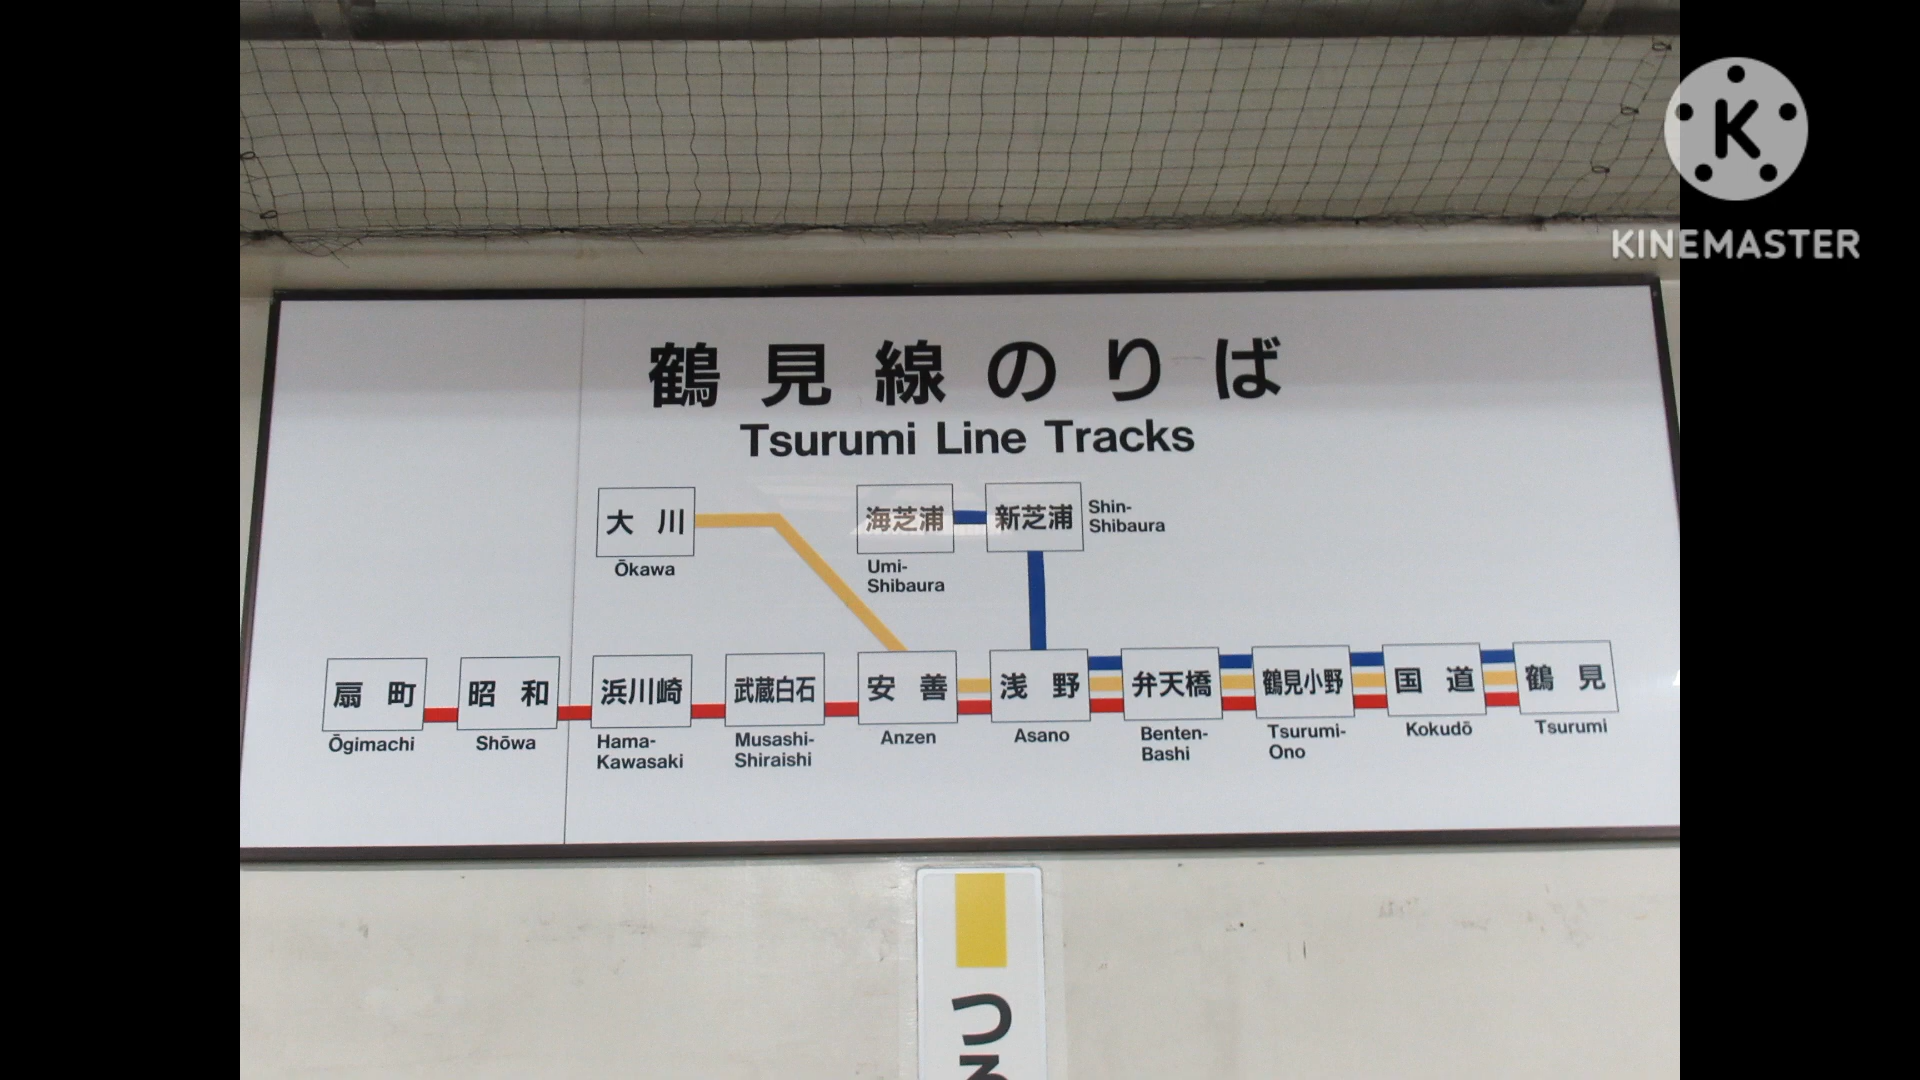 K
KINEMASTER
鶴見線のりば
Tsurumi Line Tracks
大川
Ōkawa
海芝浦
Umi-
Shibaura
新芝浦
Shin-
Shibaura
扇町
Ōgimachi
昭和
Shōwa
浜川崎
Hama-
Kawasaki
武蔵白石
Musashi-
Shiraishi
安善
Anzen
浅野
Asano
弁天橋
Benten-
Bashi
鶴見小野
Tsurumi-
Ono
国道
Kokudō
鶴見
Tsurumi
つ